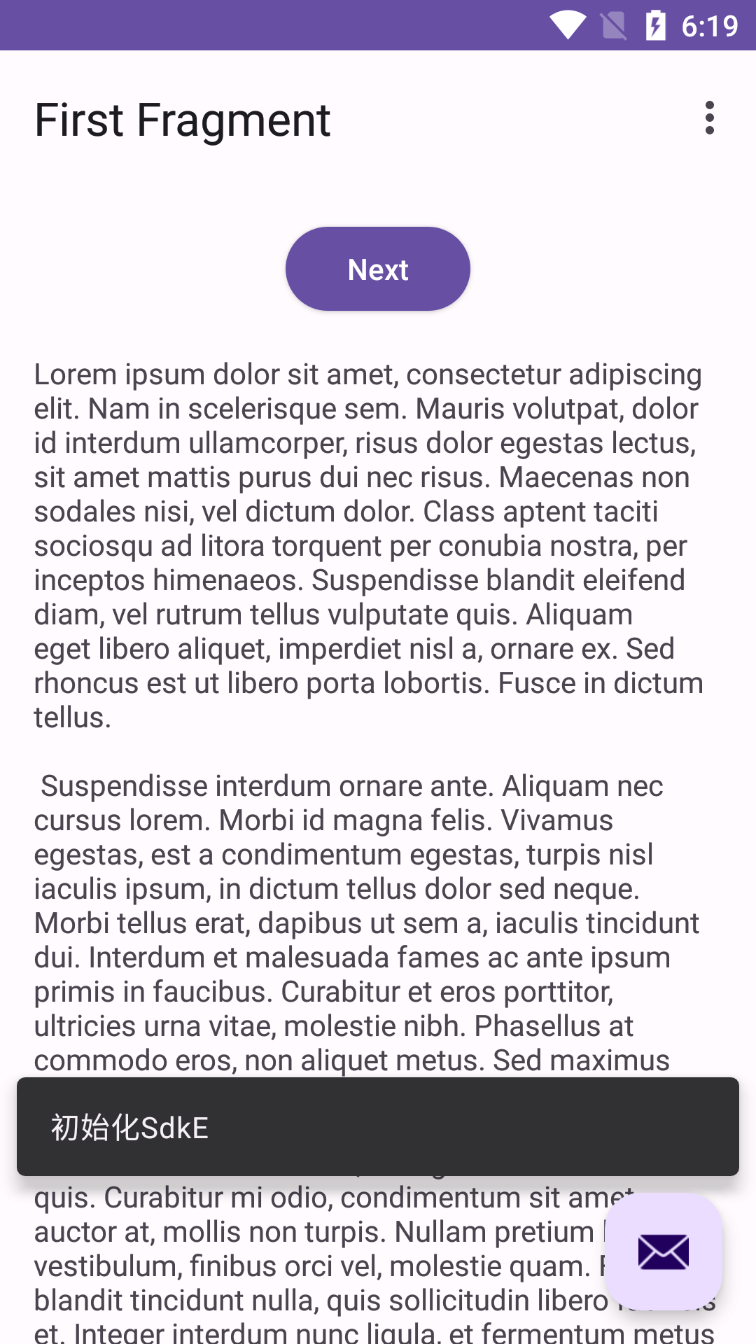 6:19
First Fragment
Next
Lorem ipsum dolor sit amet, consectetur adipiscing
elit. Nam in scelerisque sem. Mauris volutpat, dolor
id interdum ullamcorper, risus dolor egestas lectus,
sit amet mattis purus dui nec risus. Maecenas non
sodales nisi, vel dictum dolor. Class aptent taciti
sociosqu ad litora torquent per conubia nostra, per
inceptos himenaeos. Suspendisse blandit eleifend
diam, vel rutrum tellus vulputate quis. Aliquam
eget libero aliquet, imperdiet nisl a, ornare ex. Sed
rhoncus est ut libero porta lobortis. Fusce in dictum
tellus.
Suspendisse interdum ornare ante. Aliquam nec
cursus lorem. Morbi id magna felis. Vivamus
egestas, est a condimentum egestas, turpis nisl
iaculis ipsum, in dictum tellus dolor sed neque.
Morbi tellus erat, dapibus ut sem a, iaculis tincidunt
dui. Interdum et malesuada fames ac ante ipsum
primis in faucibus. Curabitur et eros porttitor,
ultricies urna vitae, molestie nibh. Phasellus at
commodo eros, non aliquet metus. Sed maximus
初始化SdkE
quis. Curabitur mi odio, condimentum sit amet
auctor at, mollis non turpis. Nullam pretium
vestibulum, finibus orci vel, molestie quam.
blandit tincidunt nulla, quis sollicitudin libero
et. Integer interdum nunc ligula, et fermentum metus